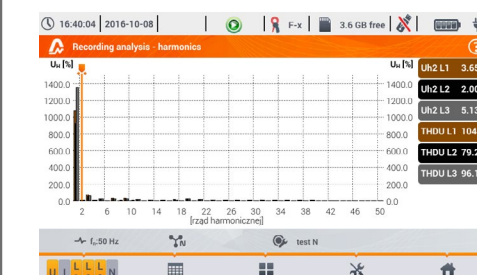 16:40:04 2016-10-08 F-x 3.6 GB free
Recording analysis - harmonics
Uₕ [%] Uₕ [%]
Uh2 L1 3.65
Uh2 L2 2.00
Uh2 L3 5.13
THDU L1 104
THDU L2 79.2
THDU L3 96.1
1400.0 1400.0
1200.0 1200.0
1000.0 1000.0
800.0 800.0
600.0 600.0
400.0 400.0
200.0 200.0
2 6 10 14 18 22 26 30 34 38 42 46 50
[rząd harmonicznej]
fₙ:50 Hz test N
U I L L L N